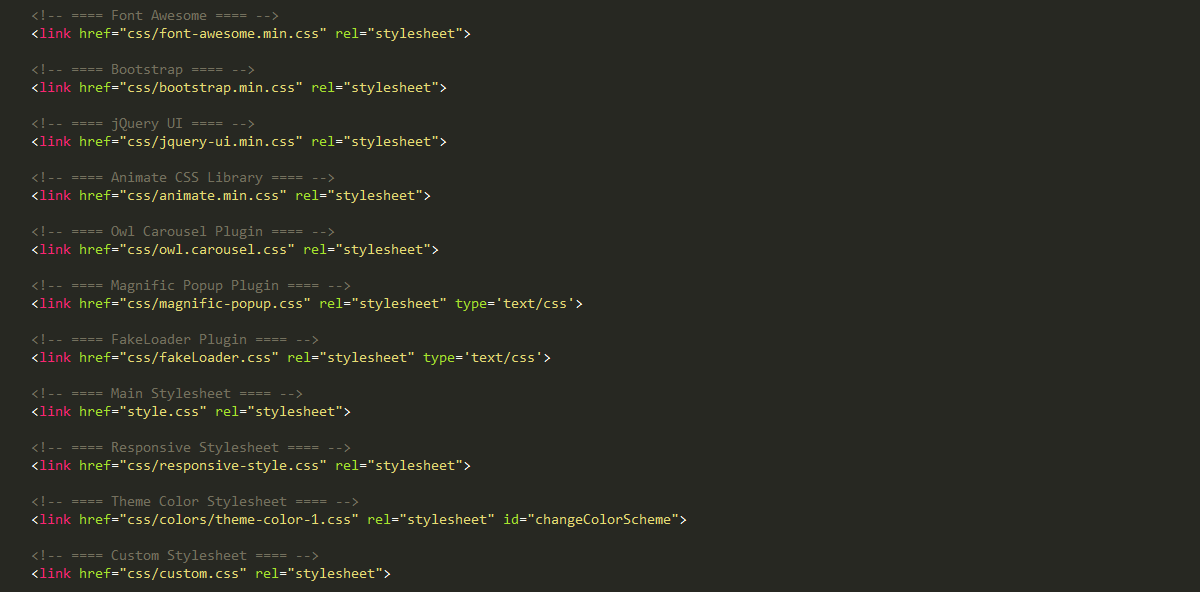 <!-- ==== Font Awesome ==== -->
<link href="css/font-awesome.min.css" rel="stylesheet">
<!-- ==== Bootstrap ==== -->
<link href="css/bootstrap.min.css" rel="stylesheet">
<!-- ==== jQuery UI ==== -->
<link href="css/jquery-ui.min.css" rel="stylesheet">
<!-- ==== Animate CSS Library ==== -->
<link href="css/animate.min.css" rel="stylesheet">
<!-- ==== Owl Carousel Plugin ==== -->
<link href="css/owl.carousel.css" rel="stylesheet">
<!-- ==== Magnific Popup Plugin ==== -->
<link href="css/magnific-popup.css" rel="stylesheet" type='text/css'>
<!-- ==== FakeLoader Plugin ==== -->
<link href="css/fakeLoader.css" rel="stylesheet" type='text/css'>
<!-- ==== Main Stylesheet ==== -->
<link href="style.css" rel="stylesheet">
<!-- ==== Responsive Stylesheet ==== -->
<link href="css/responsive-style.css" rel="stylesheet">
<!-- ==== Theme Color Stylesheet ==== -->
<link href="css/colors/theme-color-1.css" rel="stylesheet" id="changeColorScheme">
<!-- ==== Custom Stylesheet ==== -->
<link href="css/custom.css" rel="stylesheet">